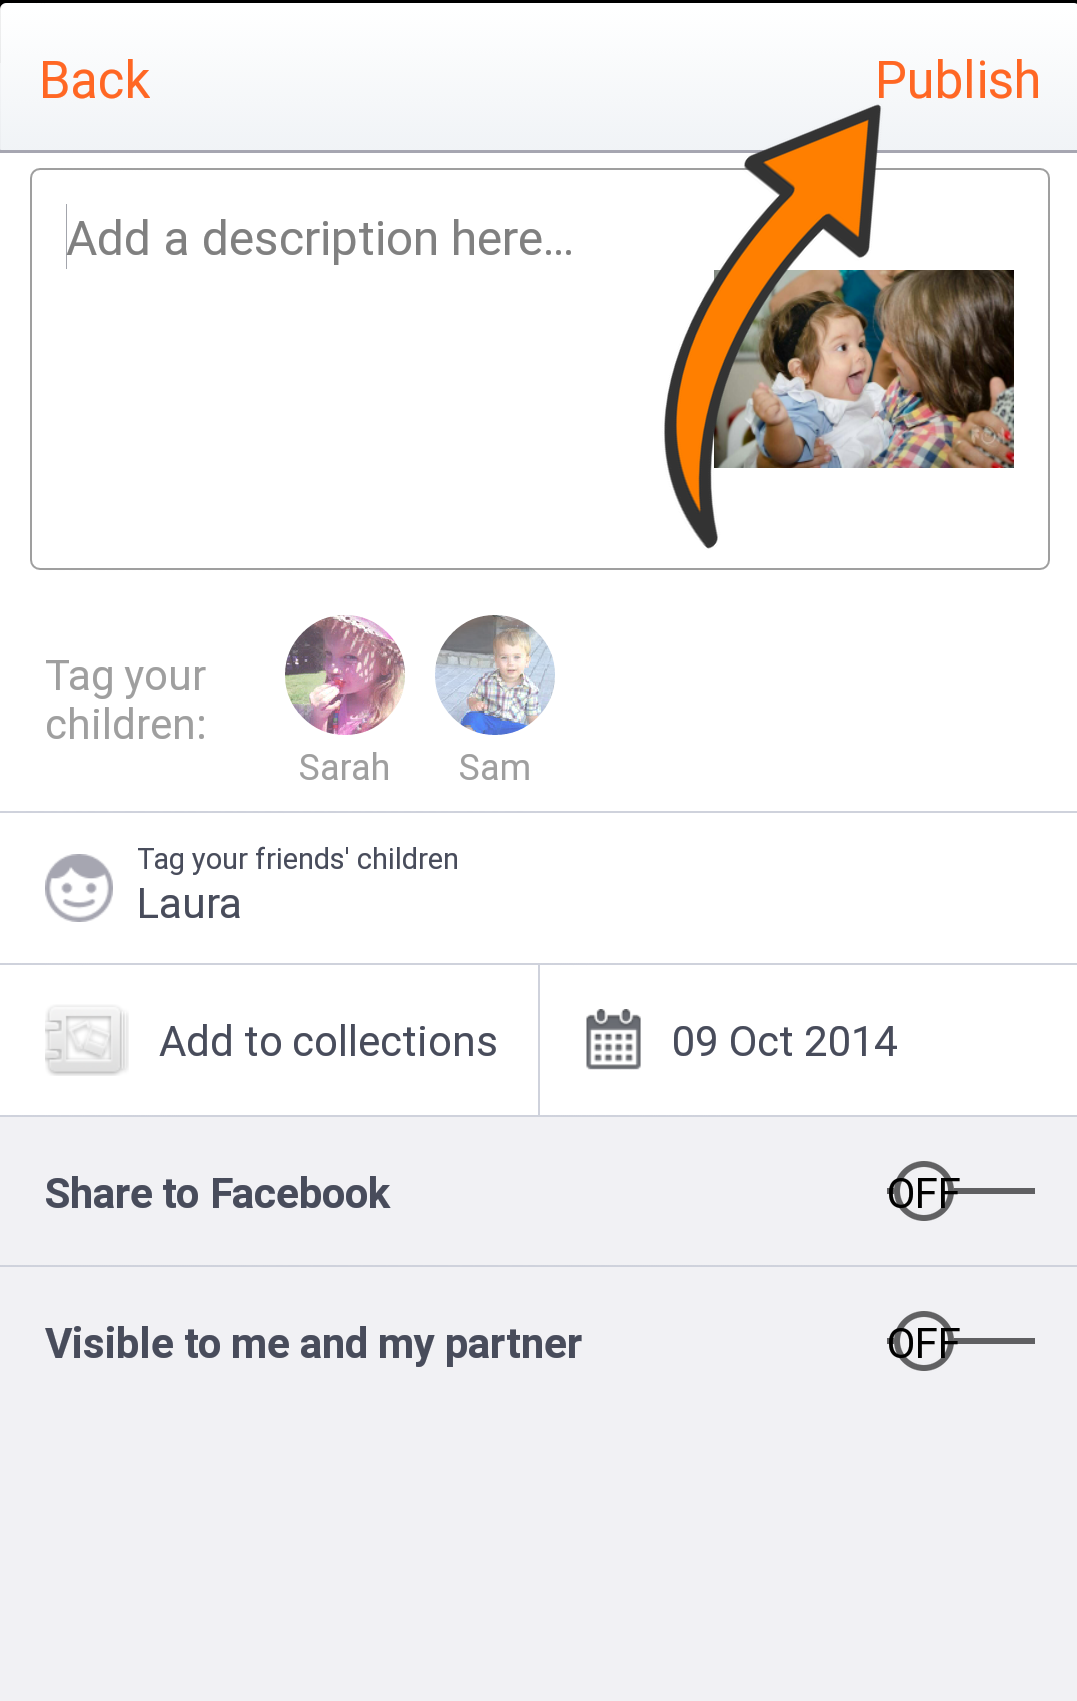 Back
Publish
Add a description here...
Tag your
children:
Sarah
Sam
Tag your friends' children
Laura
Add to collections
09 Oct 2014
Share to Facebook
OFF
Visible to me and my partner
OFF